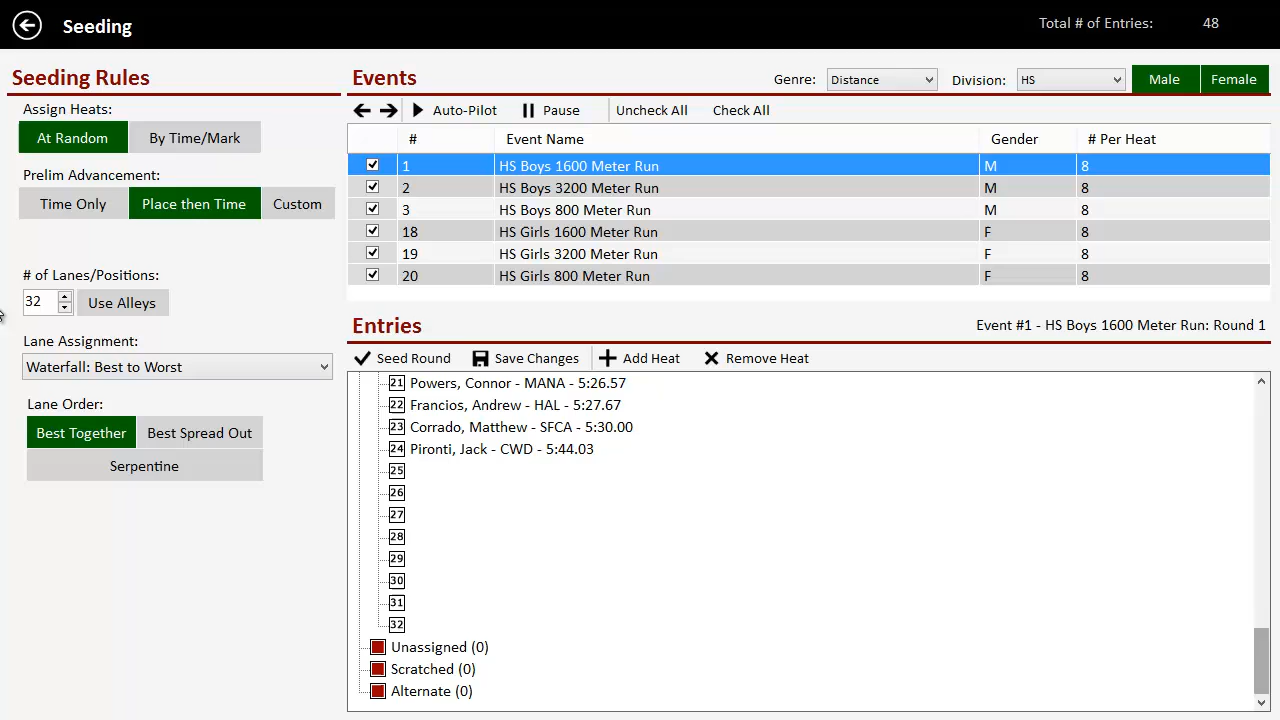 Seeding
Total # of Entries: 48
Seeding Rules
Assign Heats:
At Random By Time/Mark
Prelim Advancement:
Time Only Place then Time Custom
# of Lanes/Positions:
32 Use Alleys
Lane Assignment:
Waterfall: Best to Worst
Lane Order:
Best Together Best Spread Out
Serpentine
Events
Genre: Distance Division: HS Male Female
Auto-Pilot Pause Uncheck All Check All
# Event Name Gender # Per Heat
1 HS Boys 1600 Meter Run M 8
2 HS Boys 3200 Meter Run M 8
3 HS Boys 800 Meter Run M 8
18 HS Girls 1600 Meter Run F 8
19 HS Girls 3200 Meter Run F 8
20 HS Girls 800 Meter Run F 8
Entries Event #1 - HS Boys 1600 Meter Run: Round 1
Seed Round Save Changes Add Heat Remove Heat
21 Powers, Connor - MANA - 5:26.57
22 Francios, Andrew - HAL - 5:27.67
23 Corrado, Matthew - SFCA - 5:30.00
24 Pironti, Jack - CWD - 5:44.03
25
26
27
28
29
30
31
32
Unassigned (0)
Scratched (0)
Alternate (0)